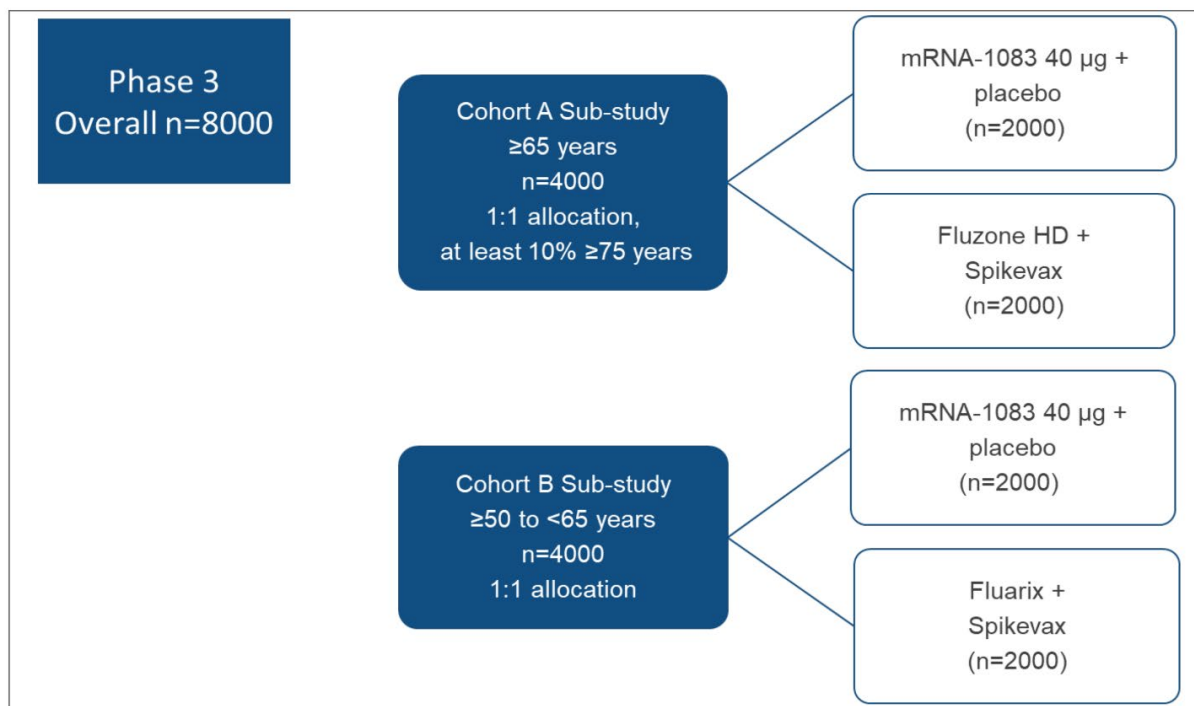 Phase 3
Overall n=8000
Cohort A Sub-study
≥65 years
n=4000
1:1 allocation,
at least 10% ≥75 years
mRNA-1083 40 µg +
placebo
(n=2000)
Fluzone HD +
Spikevax
(n=2000)
Cohort B Sub-study
≥50 to <65 years
n=4000
1:1 allocation
mRNA-1083 40 µg +
placebo
(n=2000)
Fluarix +
Spikevax
(n=2000)